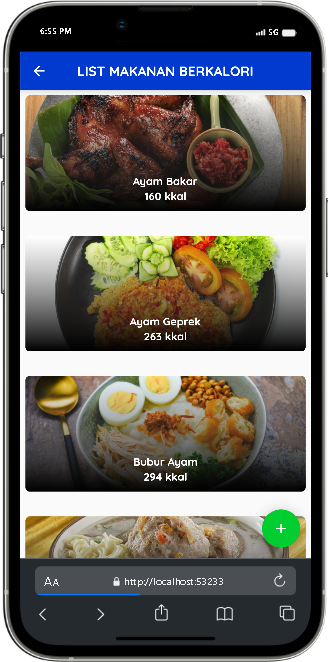 6:55 PM
5G
LIST MAKANAN BERKALORI
Ayam Bakar
160 kkal
Ayam Geprek
263 kkal
Bubur Ayam
294 kkal
+
AA
http://localhost:53233